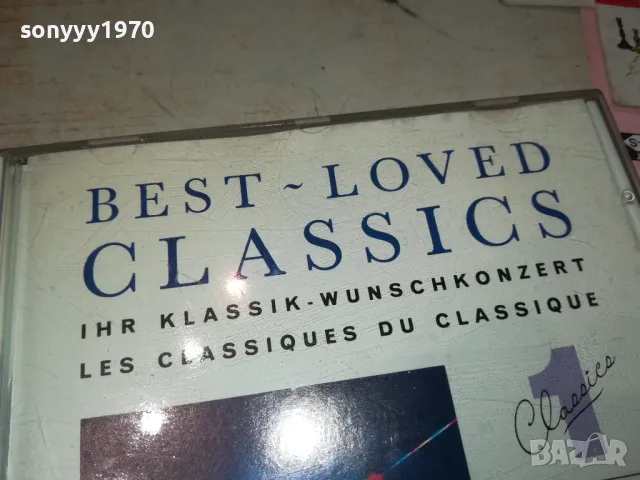 sonyyy1970
BEST ~ LOVED
CLASSICS
IHR KLASSIK-WUNSCHKONZERT
LES CLASSIQUES DU CLASSIQUE
1
Classics
BAZAR